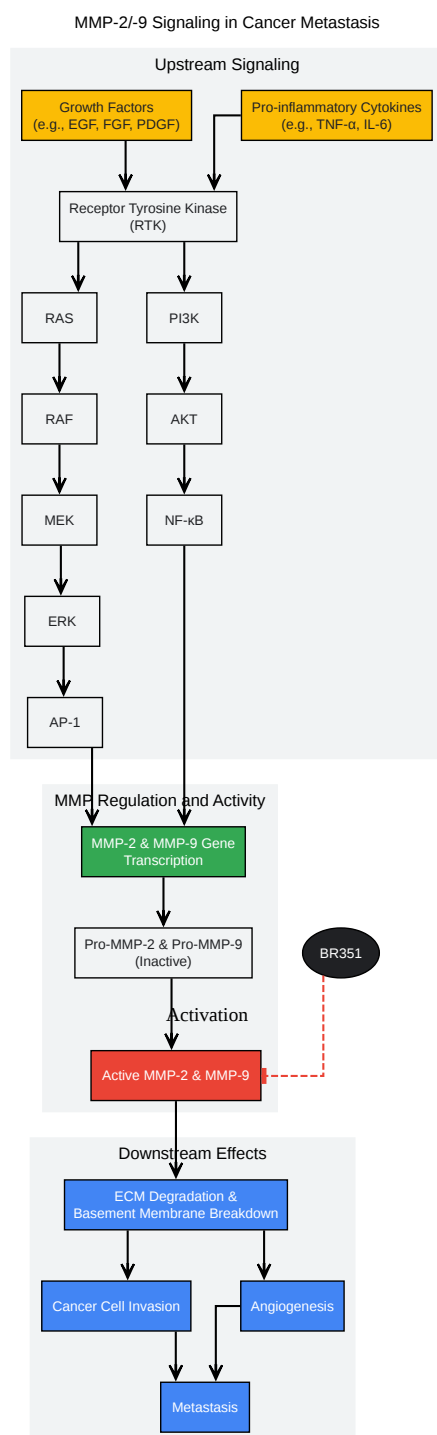 MMP-2/-9 Signaling in Cancer Metastasis
Upstream Signaling
Growth Factors
(e.g., EGF, FGF, PDGF)
Pro-inflammatory Cytokines
(e.g., TNF-α, IL-6)
Receptor Tyrosine Kinase
(RTK)
RAS
PI3K
RAF
AKT
MEK
NF-κB
ERK
AP-1
MMP Regulation and Activity
MMP-2 & MMP-9 Gene
Transcription
Pro-MMP-2 & Pro-MMP-9
(Inactive)
BR351
Activation
Active MMP-2 & MMP-9
Downstream Effects
ECM Degradation &
Basement Membrane Breakdown
Cancer Cell Invasion
Angiogenesis
Metastasis